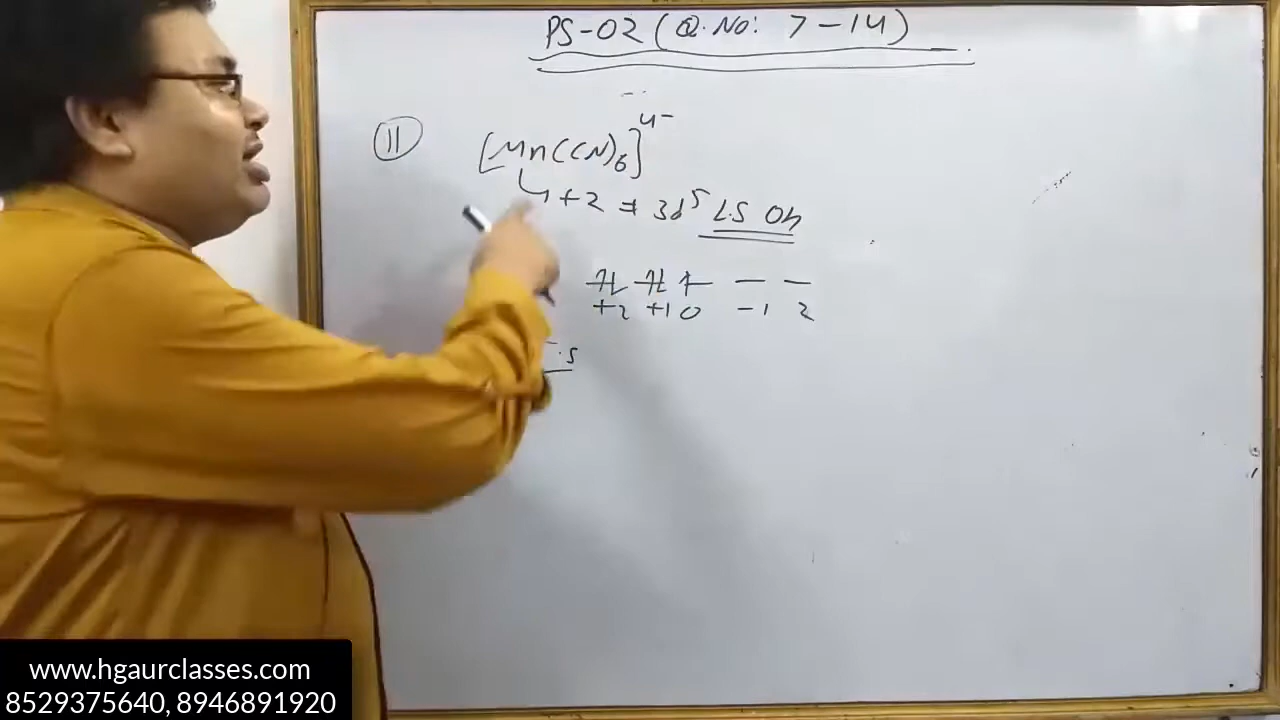 PS-02 (Q.No: 7-14)
11 [Mn(CN)6]4-
+2 ⇒ 3d5 L.S Oh
+2 +1 0 -1 2
.S
www.hgaurclasses.com
8529375640, 8946891920